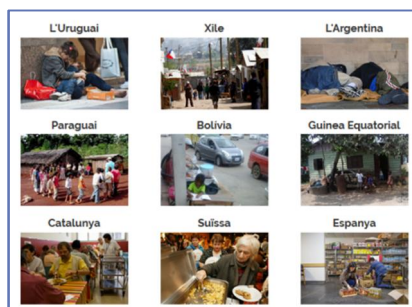 L'Uruguai
Xile
L'Argentina
Paraguai
Bolívia
Guinea Equatorial
Catalunya
Suïssa
Espanya